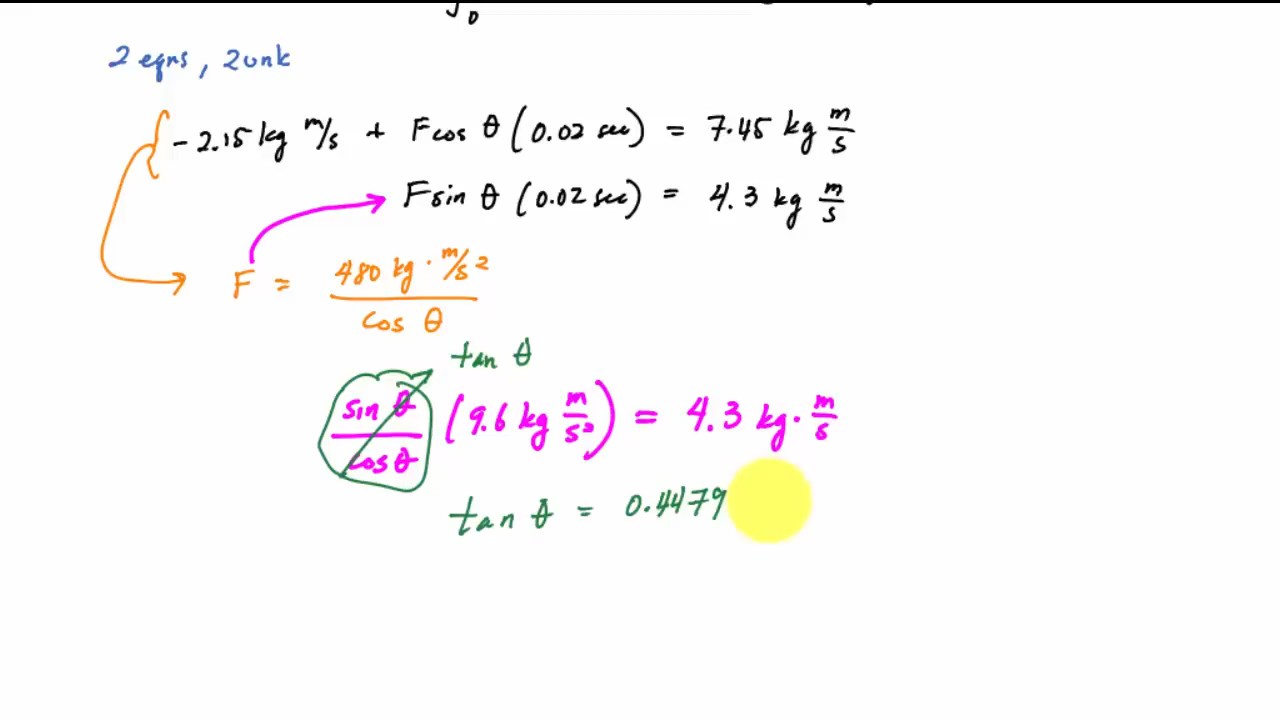 2 eqns, 2 unk
-2.15 kg m/s + F cos θ (0.02 sec) = 7.45 kg m/s
F sin θ (0.02 sec) = 4.3 kg m/s
F = 480 kg · m/s² / cos θ
tan θ
sin θ / cos θ (9.6 kg m/s²) = 4.3 kg · m/s
tan θ = 0.4479